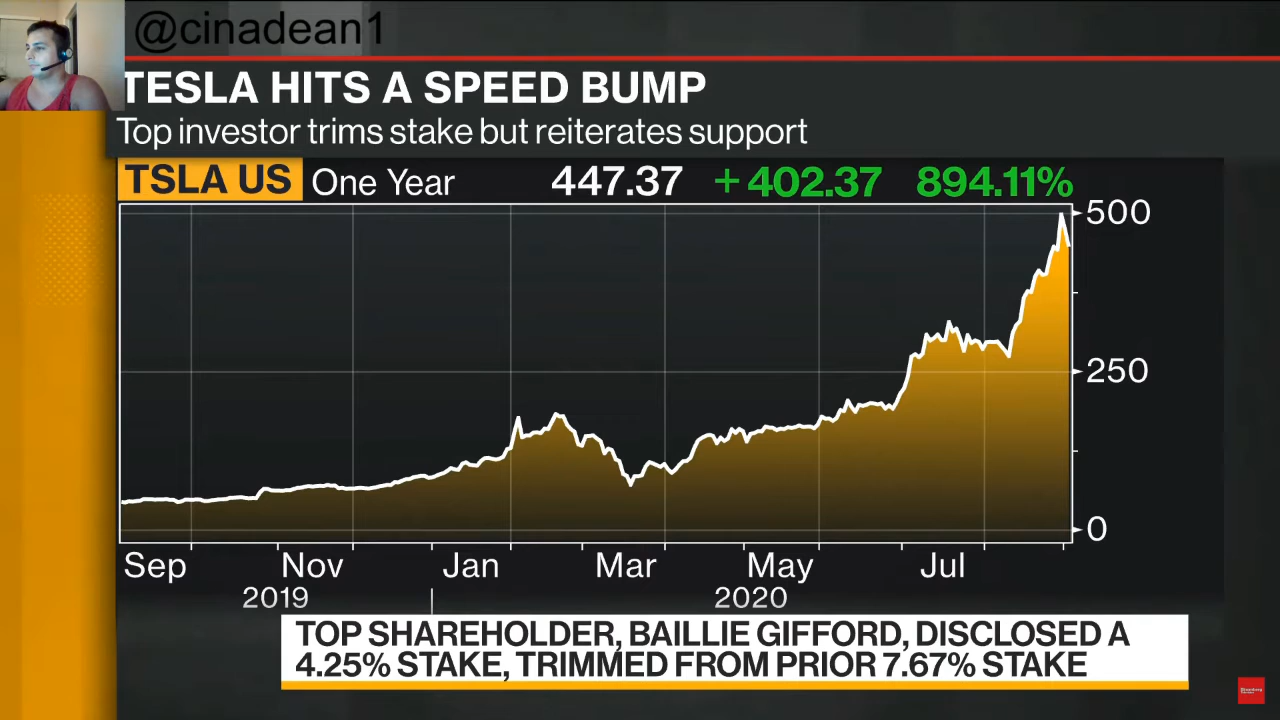 @cinadean1
TESLA HITS A SPEED BUMP
Top investor trims stake but reiterates support
TSLA US One Year 447.37 +402.37 894.11%
500
250
0
Sep Nov Jan Mar May Jul
2019 2020
TOP SHAREHOLDER, BAILLIE GIFFORD, DISCLOSED A
4.25% STAKE, TRIMMED FROM PRIOR 7.67% STAKE
Bloomberg